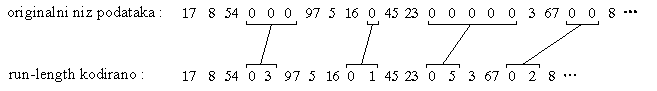 originalni niz podataka : 17 8 54 0 0 0 97 5 16 0 45 23 0 0 0 0 0 3 67 0 0 8 ···
run-length kodirano : 17 8 54 0 3 97 5 16 0 1 45 23 0 5 3 67 0 2 8 ···